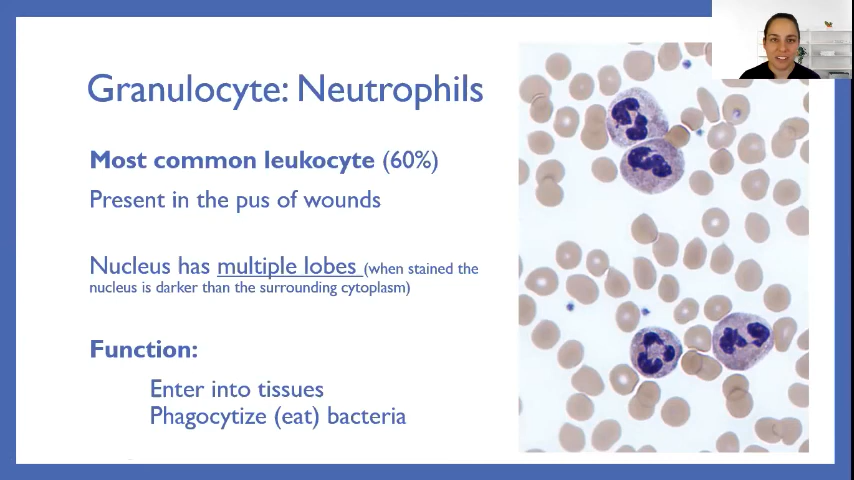 Granulocyte: Neutrophils
Most common leukocyte (60%)
Present in the pus of wounds
Nucleus has multiple lobes (when stained the
nucleus is darker than the surrounding cytoplasm)
Function:
Enter into tissues
Phagocytize (eat) bacteria